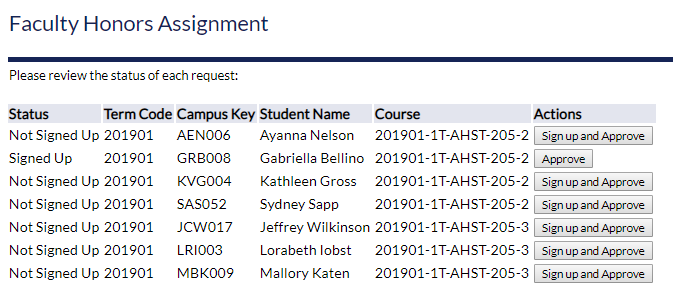 Faculty Honors Assignment
Please review the status of each request:
Status Term Code Campus Key Student Name Course Actions
Not Signed Up 201901 AEN006 Ayanna Nelson 201901-1T-AHST-205-2 Sign up and Approve
Signed Up 201901 GRB008 Gabriella Bellino 201901-1T-AHST-205-2 Approve
Not Signed Up 201901 KVG004 Kathleen Gross 201901-1T-AHST-205-2 Sign up and Approve
Not Signed Up 201901 SAS052 Sydney Sapp 201901-1T-AHST-205-2 Sign up and Approve
Not Signed Up 201901 JCW017 Jeffrey Wilkinson 201901-1T-AHST-205-3 Sign up and Approve
Not Signed Up 201901 LRI003 Lorabeth Iobst 201901-1T-AHST-205-3 Sign up and Approve
Not Signed Up 201901 MBK009 Mallory Katen 201901-1T-AHST-205-3 Sign up and Approve